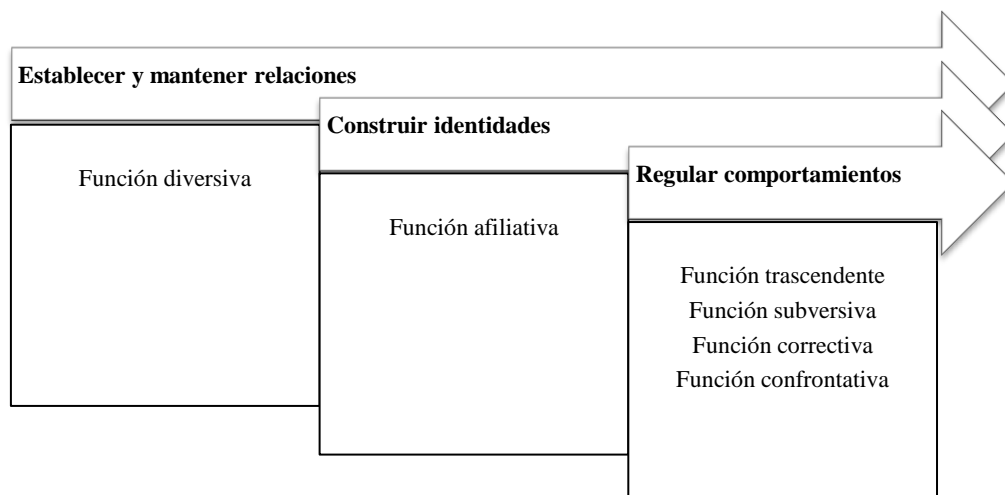 Establecer y mantener relaciones
Función diversiva
Construir identidades
Función afiliativa
Regular comportamientos
Función trascendente
Función subversiva
Función correctiva
Función confrontativa